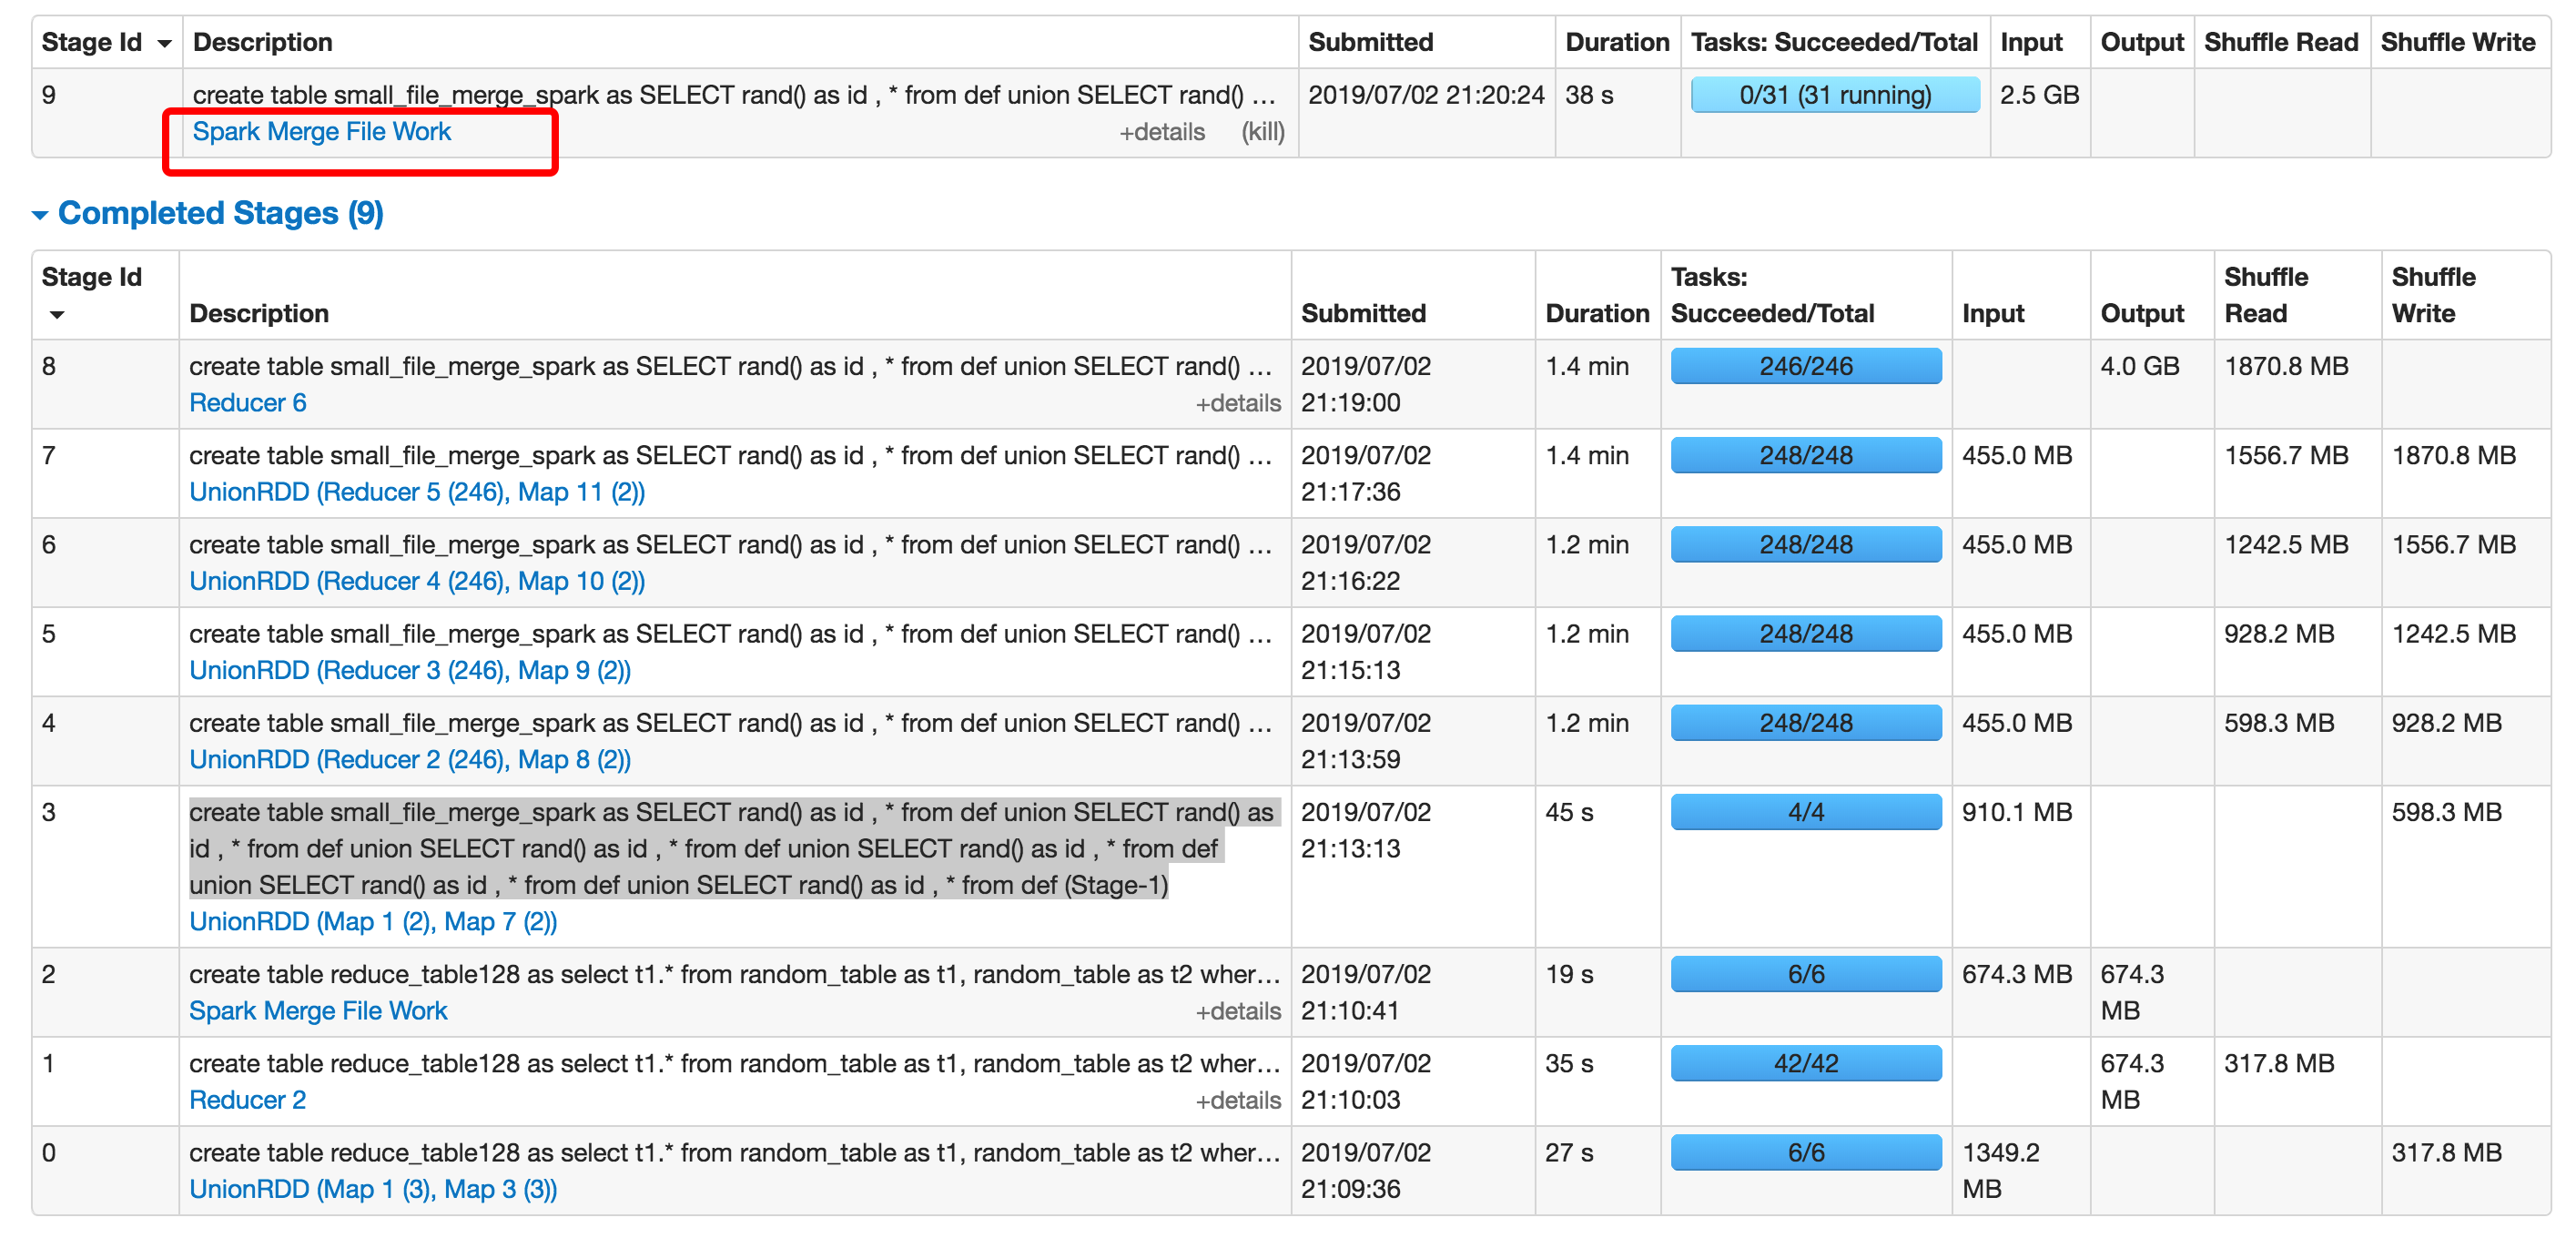 Stage Id Description Submitted Duration Tasks: Succeeded/Total Input Output Shuffle Read Shuffle Write
9 create table small_file_merge_spark as SELECT rand() as id , * from def union SELECT rand() ... 2019/07/02 21:20:24 38 s 0/31 (31 running) 2.5 GB
Spark Merge File Work +details (kill)
Completed Stages (9)
Stage Id Tasks: Shuffle Shuffle
Description Submitted Duration Succeeded/Total Input Output Read Write
8 create table small_file_merge_spark as SELECT rand() as id , * from def union SELECT rand() ... 2019/07/02 1.4 min 246/246 4.0 GB 1870.8 MB
Reducer 6 +details 21:19:00
7 create table small_file_merge_spark as SELECT rand() as id , * from def union SELECT rand() ... 2019/07/02 1.4 min 248/248 455.0 MB 1556.7 MB 1870.8 MB
UnionRDD (Reducer 5 (246), Map 11 (2)) 21:17:36
6 create table small_file_merge_spark as SELECT rand() as id , * from def union SELECT rand() ... 2019/07/02 1.2 min 248/248 455.0 MB 1242.5 MB 1556.7 MB
UnionRDD (Reducer 4 (246), Map 10 (2)) 21:16:22
5 create table small_file_merge_spark as SELECT rand() as id , * from def union SELECT rand() ... 2019/07/02 1.2 min 248/248 455.0 MB 928.2 MB 1242.5 MB
UnionRDD (Reducer 3 (246), Map 9 (2)) 21:15:13
4 create table small_file_merge_spark as SELECT rand() as id , * from def union SELECT rand() ... 2019/07/02 1.2 min 248/248 455.0 MB 598.3 MB 928.2 MB
UnionRDD (Reducer 2 (246), Map 8 (2)) 21:13:59
3 create table small_file_merge_spark as SELECT rand() as id , * from def union SELECT rand() as 2019/07/02 45 s 4/4 910.1 MB 598.3 MB
id , * from def union SELECT rand() as id , * from def union SELECT rand() as id , * from def 21:13:13
union SELECT rand() as id , * from def union SELECT rand() as id , * from def (Stage-1)
UnionRDD (Map 1 (2), Map 7 (2))
2 create table reduce_table128 as select t1.* from random_table as t1, random_table as t2 wher... 2019/07/02 19 s 6/6 674.3 MB 674.3
Spark Merge File Work +details 21:10:41 MB
1 create table reduce_table128 as select t1.* from random_table as t1, random_table as t2 wher... 2019/07/02 35 s 42/42 674.3 317.8 MB
Reducer 2 +details 21:10:03 MB
0 create table reduce_table128 as select t1.* from random_table as t1, random_table as t2 wher... 2019/07/02 27 s 6/6 1349.2 317.8 MB
UnionRDD (Map 1 (3), Map 3 (3)) 21:09:36 MB